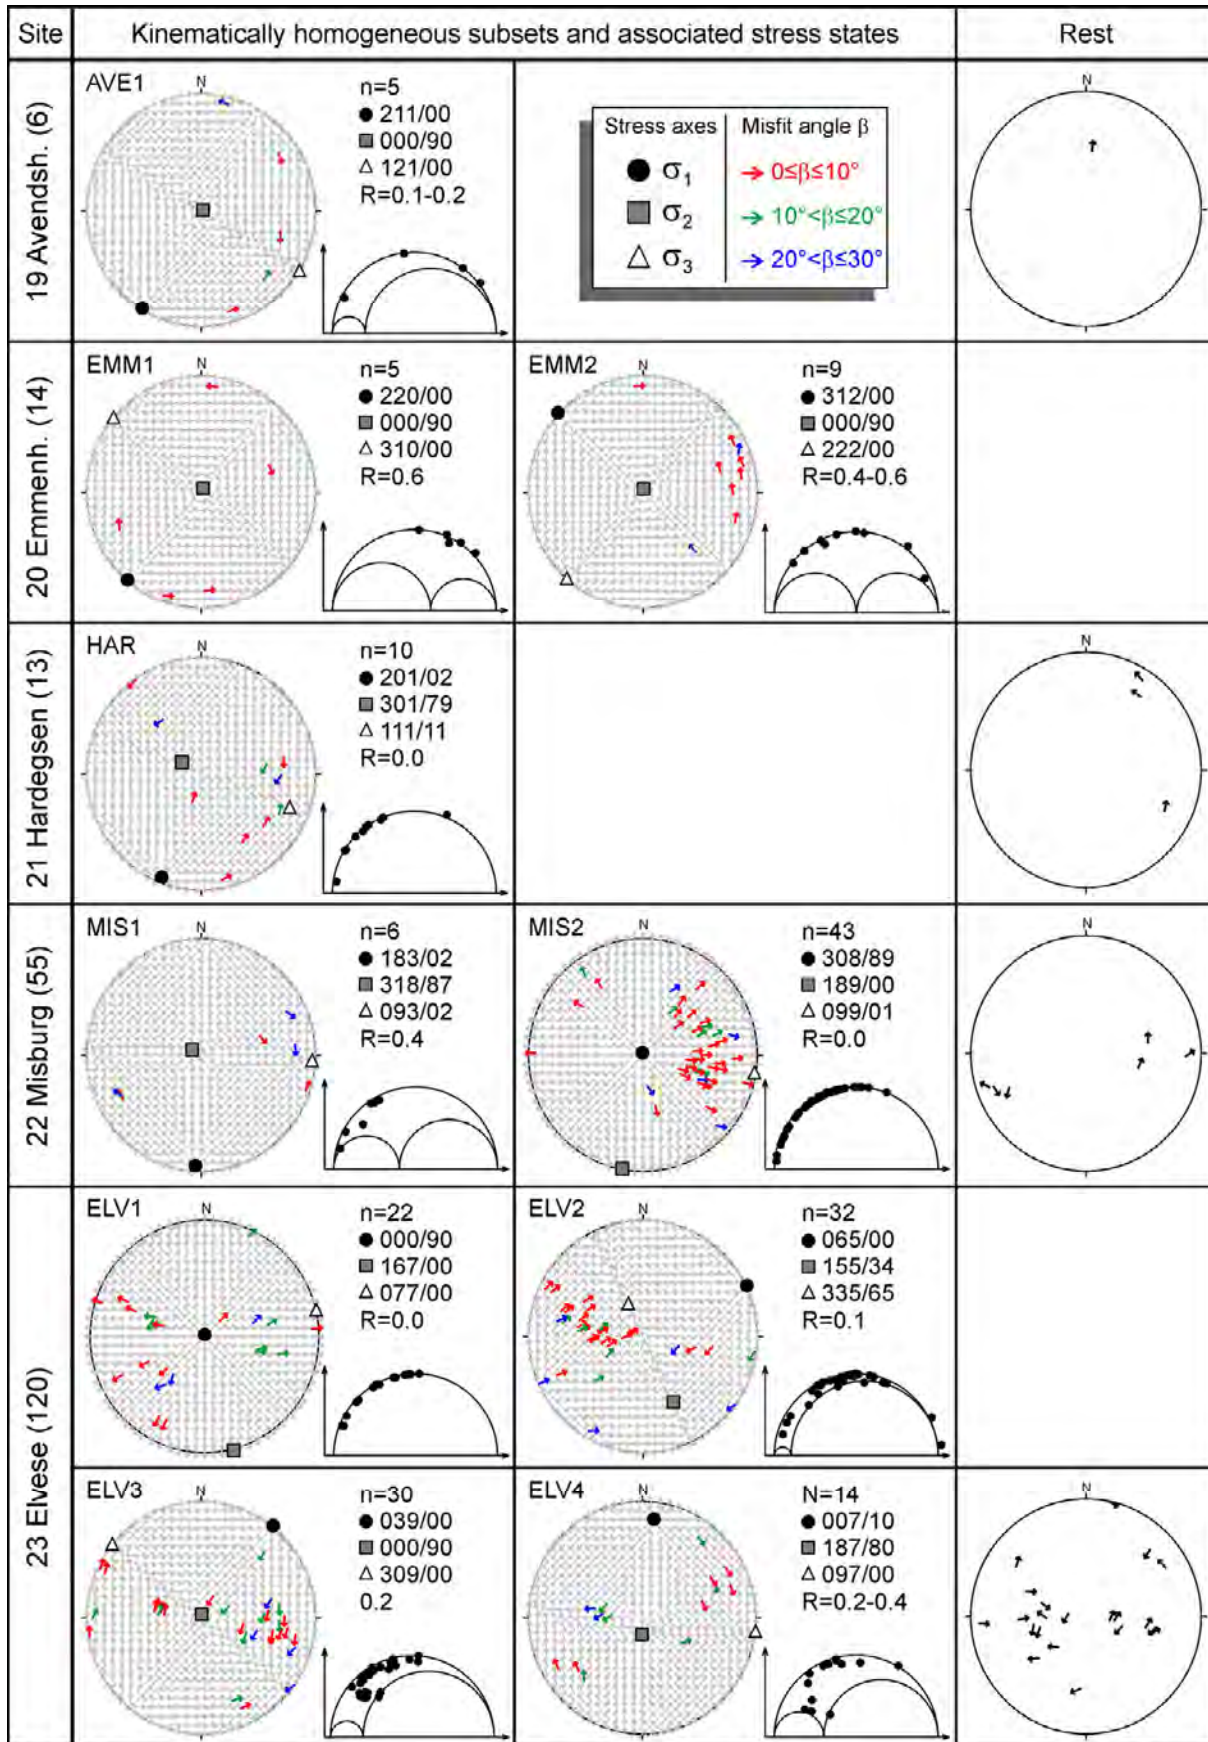 Site
Kinematically homogeneous subsets and associated stress states
Rest
19 Avendsh. (6)
AVE1
N
n=5
211/00
000/90
121/00
R=0.1-0.2
Stress axes
Misfit angle β
σ1
0≤β≤10°
σ2
10°<β≤20°
σ3
20°<β≤30°
N
20 Emmenh. (14)
EMM1
N
n=5
220/00
000/90
310/00
R=0.6
EMM2
N
n=9
312/00
000/90
222/00
R=0.4-0.6
21 Hardegsen (13)
HAR
N
n=10
201/02
301/79
111/11
R=0.0
N
22 Misburg (55)
MIS1
N
n=6
183/02
318/87
093/02
R=0.4
MIS2
N
n=43
308/89
189/00
099/01
R=0.0
N
23 Elvese (120)
ELV1
N
n=22
000/90
167/00
077/00
R=0.0
ELV2
N
n=32
065/00
155/34
335/65
R=0.1
ELV3
N
n=30
039/00
000/90
309/00
0.2
ELV4
N
N=14
007/10
187/80
097/00
R=0.2-0.4
N